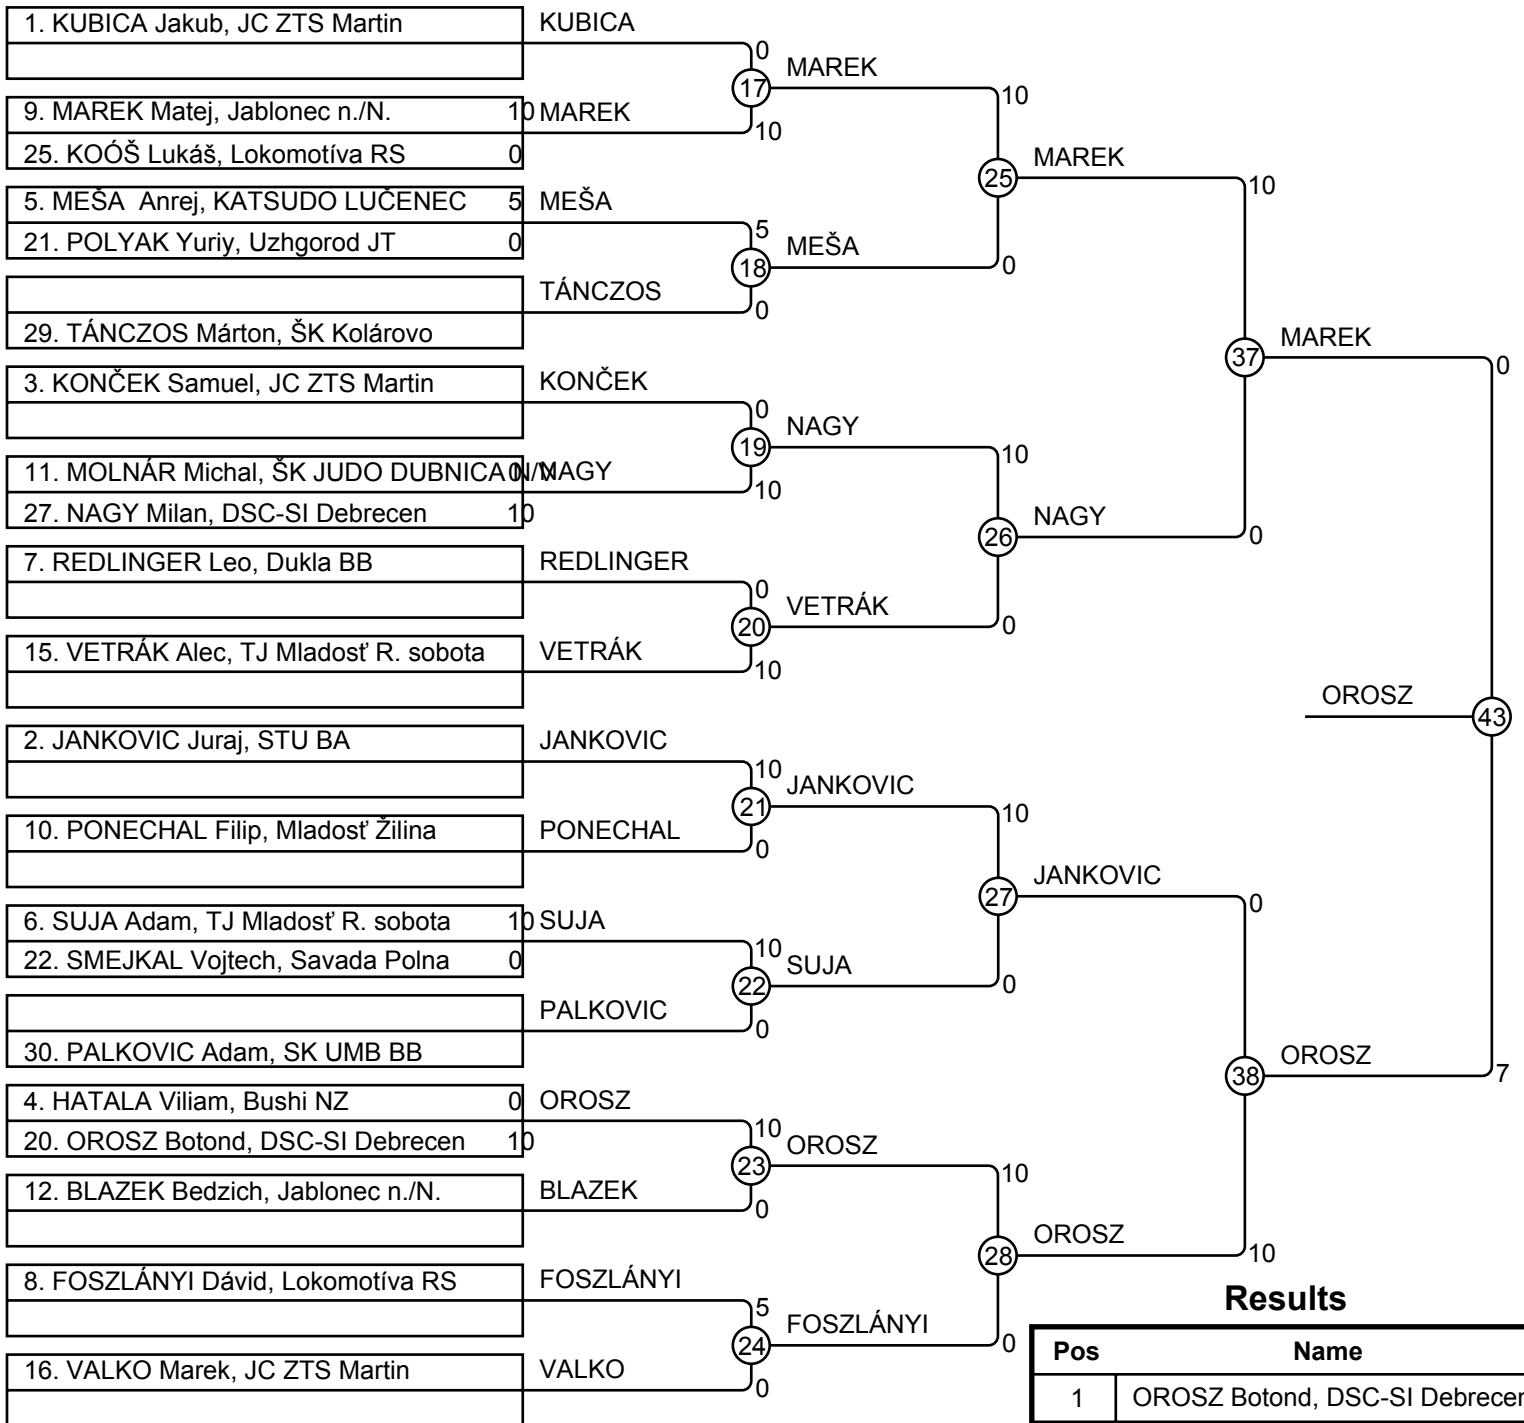 1. KUBICA Jakub, JC ZTS Martin
KUBICA
0
17
MAREK
10
9. MAREK Matej, Jablonec n./N. 10
MAREK
10
25. KOÓŠ Lukáš, Lokomotíva RS 0
25
MAREK
10
5. MEŠA Anrej, KATSUDO LUČENEC 5
MEŠA
5
21. POLYAK Yuriy, Uzhgorod JT 0
18
MEŠA
0
TÁNCZOS
0
29. TÁNCZOS Márton, ŠK Kolárovo
37
MAREK
0
3. KONČEK Samuel, JC ZTS Martin
KONČEK
0
19
NAGY
10
11. MOLNÁR Michal, ŠK JUDO DUBNICA N/V 0
NAGY
10
27. NAGY Milan, DSC-SI Debrecen 10
26
NAGY
0
7. REDLINGER Leo, Dukla BB
REDLINGER
0
20
VETRÁK
0
15. VETRÁK Alec, TJ Mladosť R. sobota
VETRÁK
10
OROSZ
43
2. JANKOVIC Juraj, STU BA
JANKOVIC
10
21
JANKOVIC
10
10. PONECHAL Filip, Mladosť Žilina
PONECHAL
0
27
JANKOVIC
0
6. SUJA Adam, TJ Mladosť R. sobota 10
SUJA
10
22. SMEJKAL Vojtech, Savada Polna 0
22
SUJA
0
PALKOVIC
0
30. PALKOVIC Adam, SK UMB BB
38
OROSZ
7
4. HATALA Viliam, Bushi NZ 0
OROSZ
10
20. OROSZ Botond, DSC-SI Debrecen 10
23
OROSZ
10
12. BLAZEK Bedzich, Jablonec n./N.
BLAZEK
0
28
OROSZ
10
8. FOSZLÁNYI Dávid, Lokomotíva RS
FOSZLÁNYI
5
24
FOSZLÁNYI
0
16. VALKO Marek, JC ZTS Martin
VALKO
0
Results
Pos Name
1 OROSZ Botond, DSC-SI Debrecen